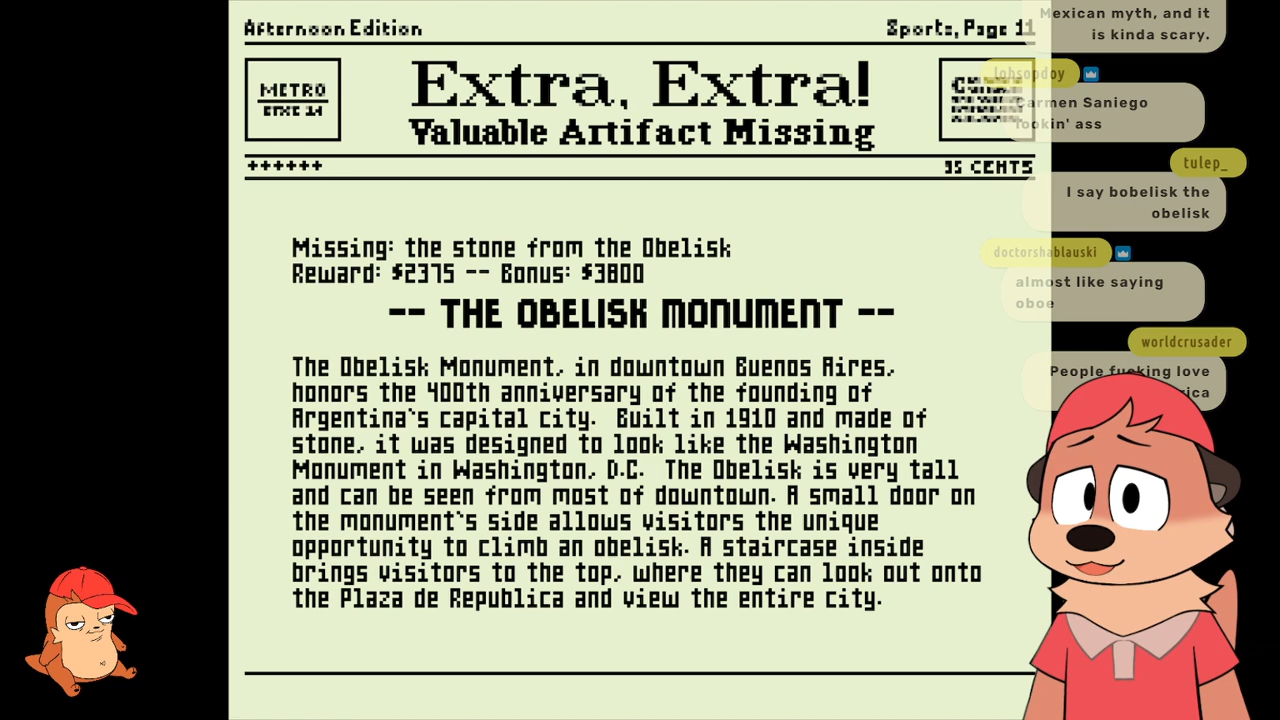 Afternoon Edition
Sports, Page 11
METRO
Extra, Extra!
Valuable Artifact Missing
++++++
35 CENTS
Missing: the stone from the Obelisk
Reward: $2375 -- Bonus: $3800
-- THE OBELISK MONUMENT --
The Obelisk Monument, in downtown Buenos Aires,
honors the 400th anniversary of the founding of
Argentina's capital city. Built in 1910 and made of
stone, it was designed to look like the Washington
Monument in Washington, D.C. The Obelisk is very tall
and can be seen from most of downtown. A small door on
the monument's side allows visitors the unique
opportunity to climb an obelisk. A staircase inside
brings visitors to the top, where they can look out onto
the Plaza de Republica and view the entire city.
Mexican myth, and it
is kinda scary.
lohsopdoy
Carmen Saniego
lookin' ass
tulep_
I say bobelisk the
obelisk
doctorshablauski
almost like saying
oboe
worldcrusader
People fucking love